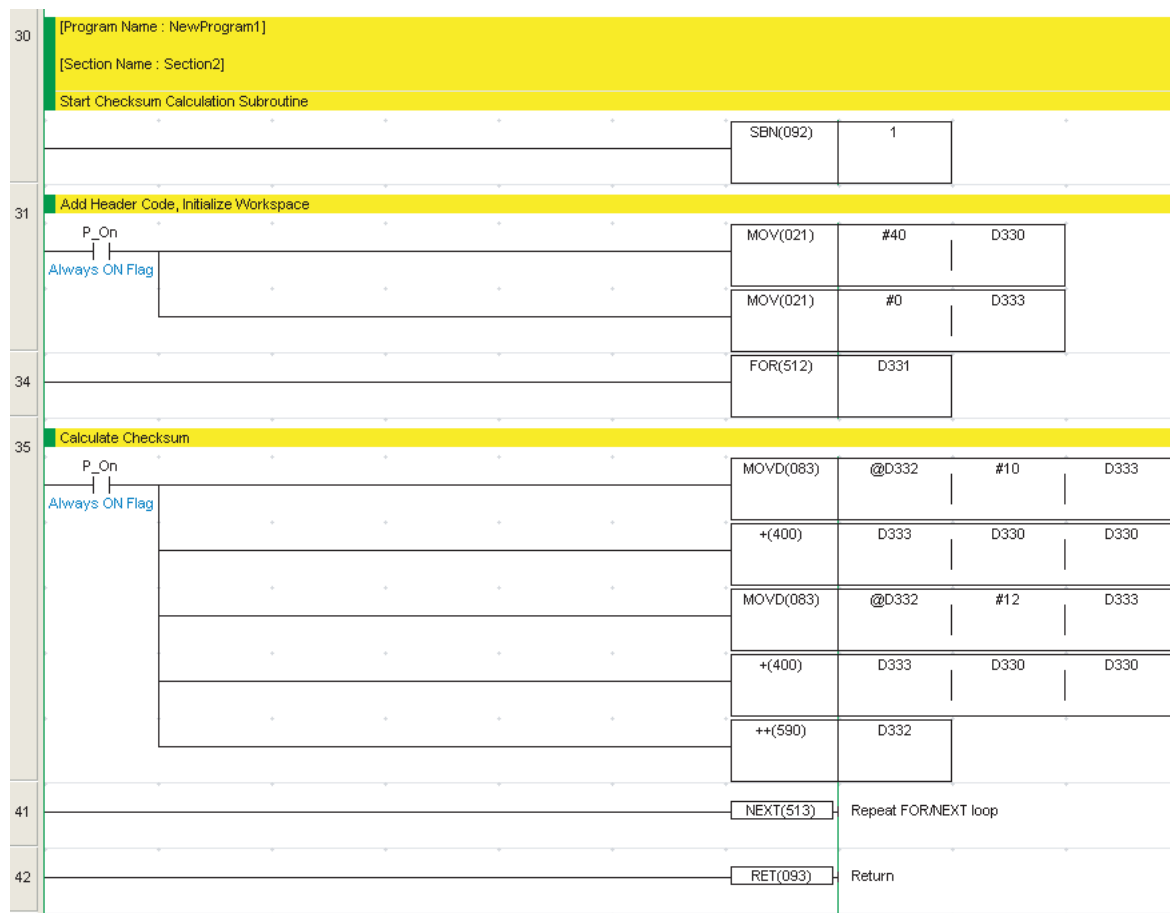 30
[Program Name : NewProgram1]
[Section Name : Section2]
Start Checksum Calculation Subroutine
SBN(092) 1
31
Add Header Code, Initialize Workspace
P_On
MOV(021) #40 D330
Always ON Flag
MOV(021) #0 D333
34
FOR(512) D331
35
Calculate Checksum
P_On
MOVD(083) @D332 #10 D333
Always ON Flag
+(400) D333 D330 D330
MOVD(083) @D332 #12 D333
+(400) D333 D330 D330
++(590) D332
41 NEXT(513) Repeat FOR/NEXT loop
42 RET(093) Return